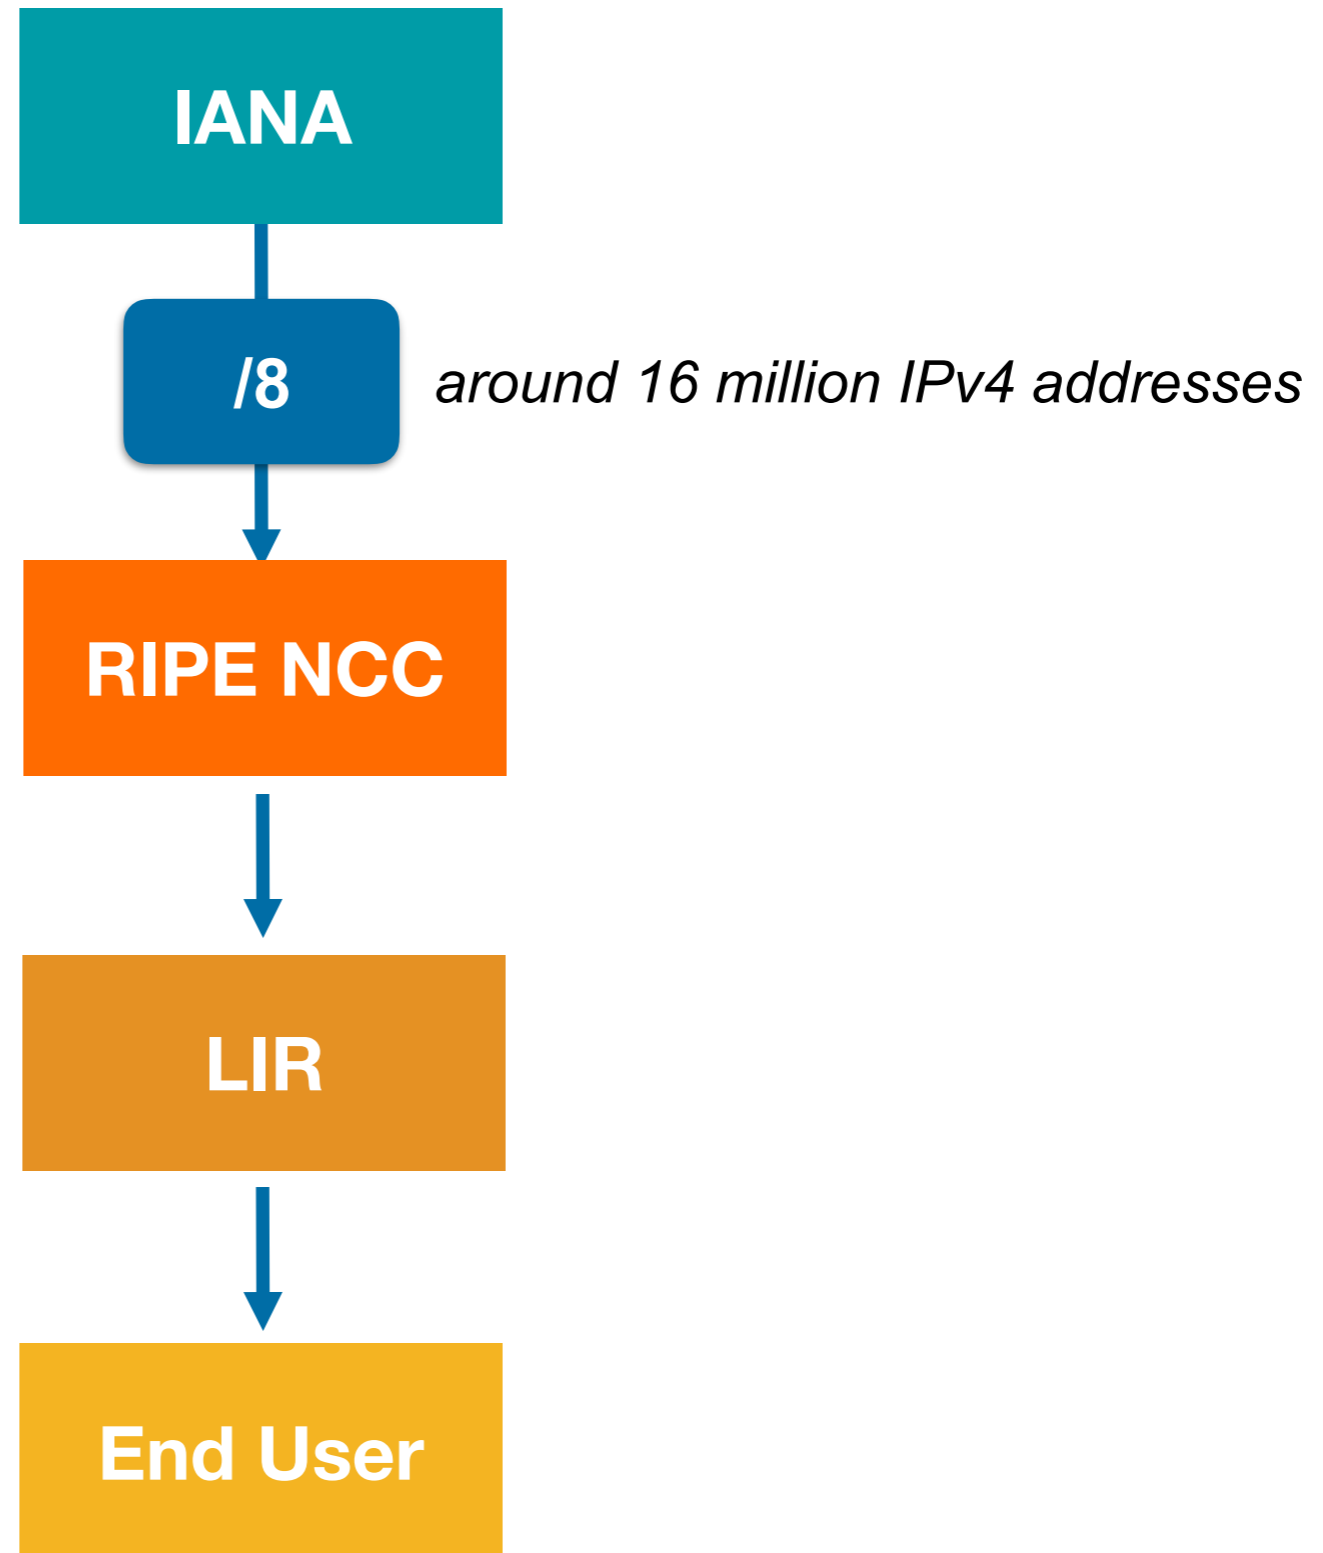 IANA
/8
around 16 million IPv4 addresses
RIPE NCC
LIR
End User